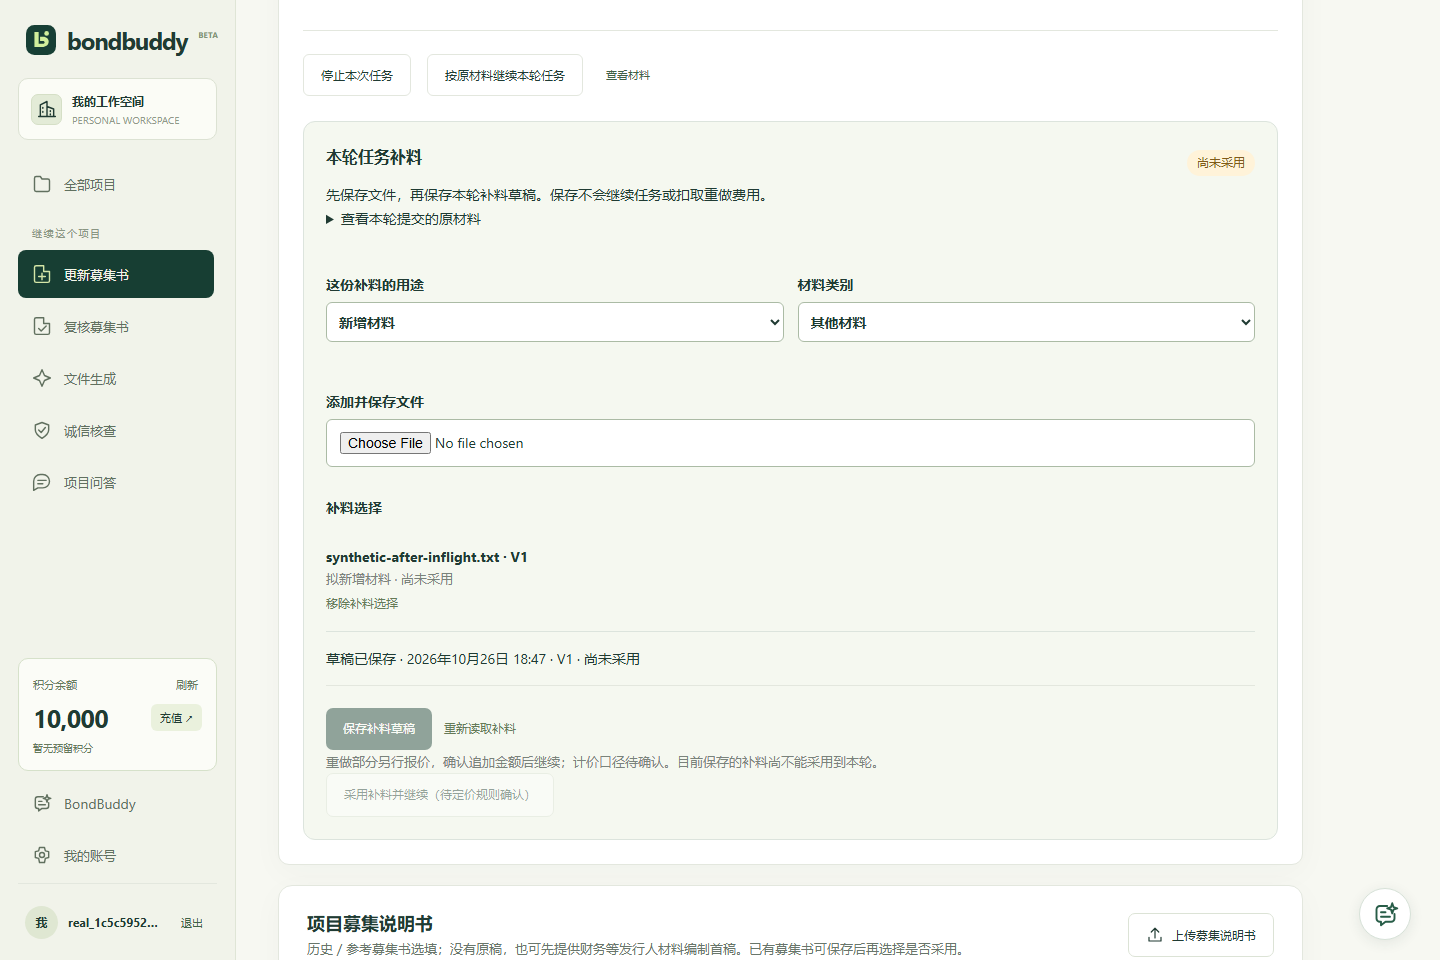 bondbuddy BETA
我的工作空间
PERSONAL WORKSPACE
全部项目
继续这个项目
更新募集书
复核募集书
文件生成
诚信核查
项目问答
积分余额 刷新
10,000 充值 ↗
暂无预留积分
BondBuddy
我的账号
我 real_1c5c5952... 退出
停止本次任务 按原材料继续本轮任务 查看材料
本轮任务补料 尚未采用
先保存文件，再保存本轮补料草稿。保存不会继续任务或扣取重做费用。
▶ 查看本轮提交的原材料
这份补料的用途 材料类别
新增材料 其他材料
添加并保存文件
Choose File No file chosen
补料选择
synthetic-after-inflight.txt · V1
拟新增材料 · 尚未采用
移除补料选择
草稿已保存 · 2026年10月26日 18:47 · V1 · 尚未采用
保存补料草稿 重新读取补料
重做部分另行报价，确认追加金额后继续；计价口径待确认。目前保存的补料尚不能采用到本轮。
采用补料并继续（待定价规则确认）
项目募集说明书
历史 / 参考募集书选填；没有原稿，也可先提供财务等发行人材料编制首稿。已有募集书可保存后再选择是否采用。
上传募集说明书